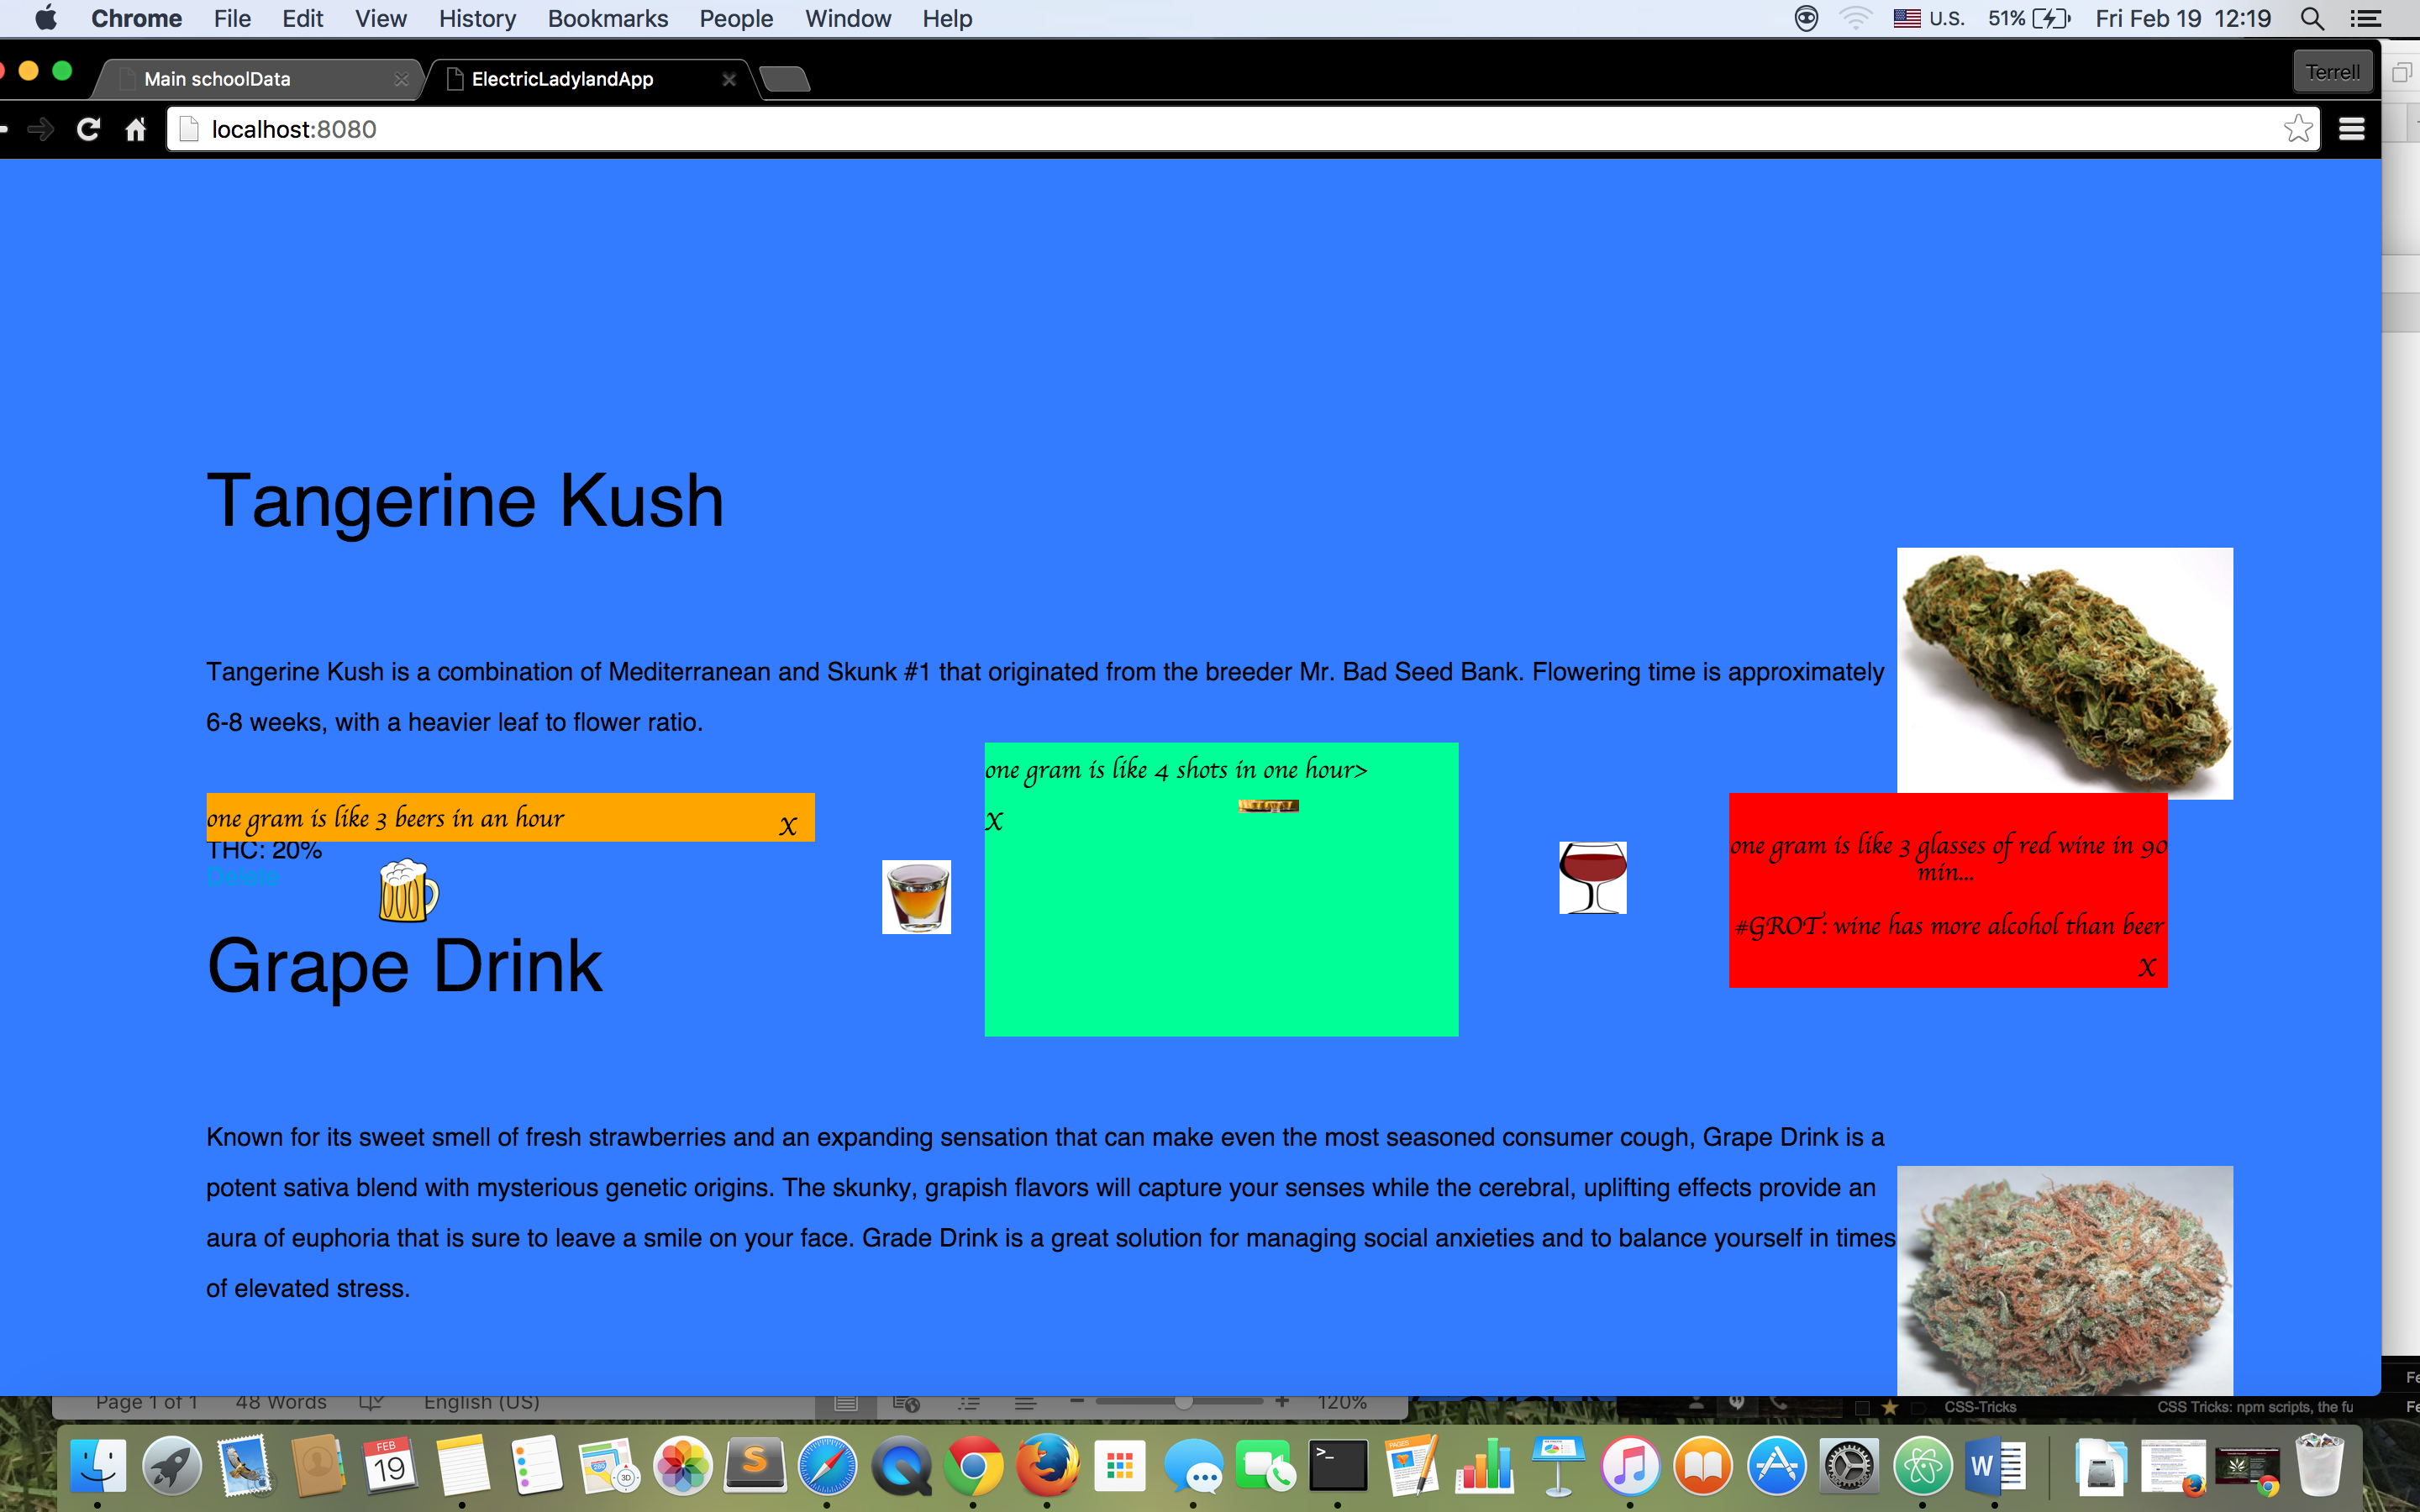 Chrome File Edit View History Bookmarks People Window Help U.S. 51% Fri Feb 19 12:19
Main schoolData ElectricLadylandApp Terrell
localhost:8080
Tangerine Kush
Tangerine Kush is a combination of Mediterranean and Skunk #1 that originated from the breeder Mr. Bad Seed Bank. Flowering time is approximately
6-8 weeks, with a heavier leaf to flower ratio.
one gram is like 3 beers in an hour X
THC: 20%
Delete
one gram is like 4 shots in one hour>
X
one gram is like 3 glasses of red wine in 90
min...
#GROT: wine has more alcohol than beer
X
Grape Drink
Known for its sweet smell of fresh strawberries and an expanding sensation that can make even the most seasoned consumer cough, Grape Drink is a
potent sativa blend with mysterious genetic origins. The skunky, grapish flavors will capture your senses while the cerebral, uplifting effects provide an
aura of euphoria that is sure to leave a smile on your face. Grade Drink is a great solution for managing social anxieties and to balance yourself in times
of elevated stress.
Page 1 of 1 48 Words English (US) 120%
CSS-Tricks CSS Tricks: npm scripts, the fu Fe
Fe
FEB
19
3D
S
>_
PAGES
W